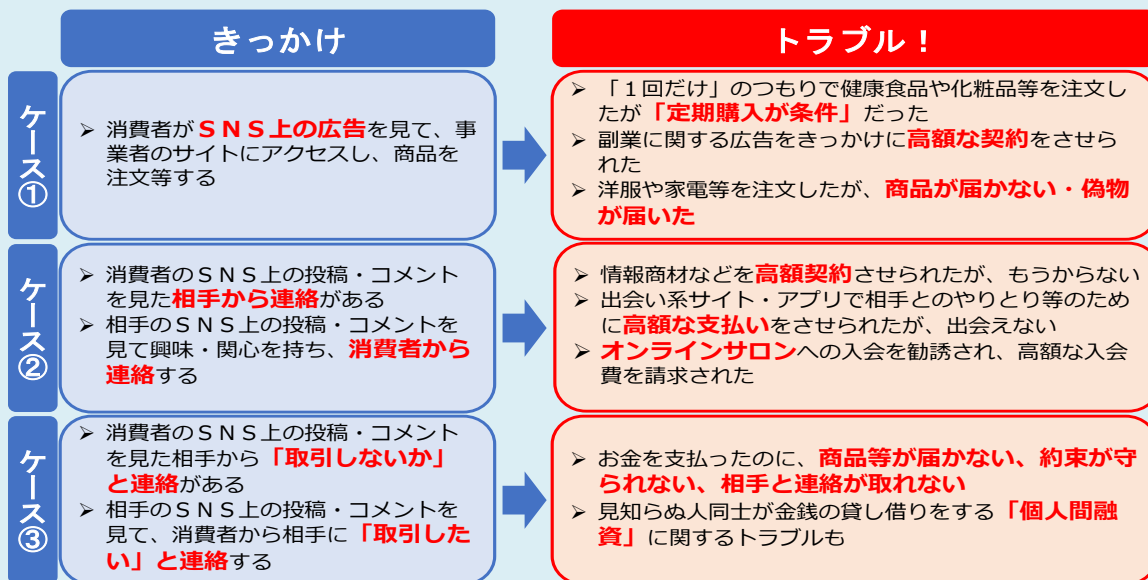 きっかけ
トラブル！
ケース①
➢ 消費者がＳＮＳ上の広告を見て、事
業者のサイトにアクセスし、商品を
注文等する
➢ 「１回だけ」のつもりで健康食品や化粧品等を注文し
たが「定期購入が条件」だった
➢ 副業に関する広告をきっかけに高額な契約をさせら
れた
➢ 洋服や家電等を注文したが、商品が届かない・偽物
が届いた
ケース②
➢ 消費者のＳＮＳ上の投稿・コメント
を見た相手から連絡がある
➢ 相手のＳＮＳ上の投稿・コメントを
見て興味・関心を持ち、消費者から
連絡する
➢ 情報商材などを高額契約させられたが、もうからない
➢ 出会い系サイト・アプリで相手とのやりとり等のため
に高額な支払いをさせられたが、出会えない
➢ オンラインサロンへの入会を勧誘され、高額な入会
費を請求された
ケース③
➢ 消費者のＳＮＳ上の投稿・コメント
を見た相手から「取引しないか」
と連絡がある
➢ 相手のＳＮＳ上の投稿・コメントを
見て、消費者から相手に「取引した
い」と連絡する
➢ お金を支払ったのに、商品等が届かない、約束が守
られない、相手と連絡が取れない
➢ 見知らぬ人同士が金銭の貸し借りをする「個人間融
資」に関するトラブルも